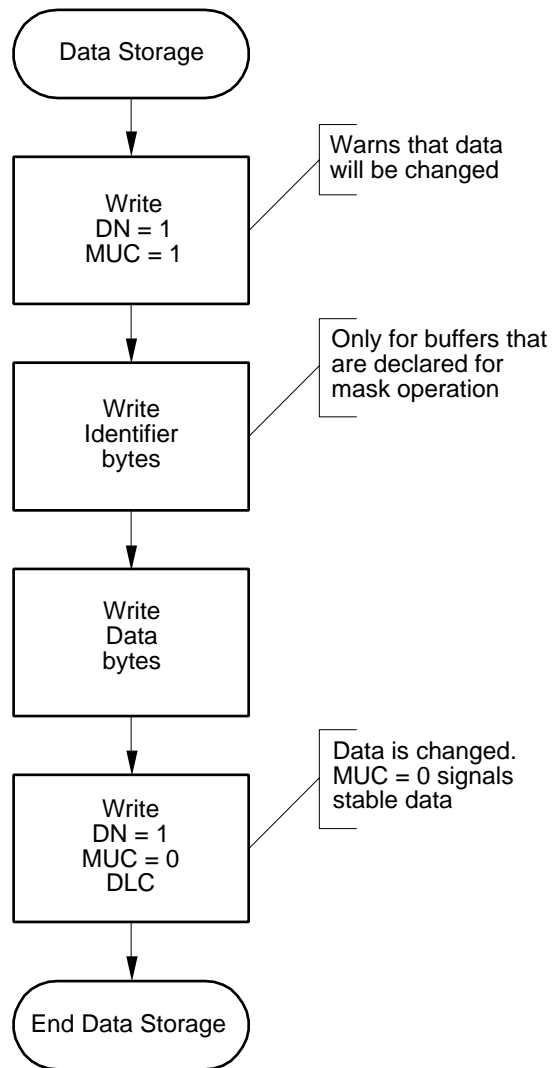 Data Storage
Write
DN = 1
MUC = 1
Warns that data
will be changed
Write
Identifier
bytes
Only for buffers that
are declared for
mask operation
Write
Data
bytes
Write
DN = 1
MUC = 0
DLC
Data is changed.
MUC = 0 signals
stable data
End Data Storage